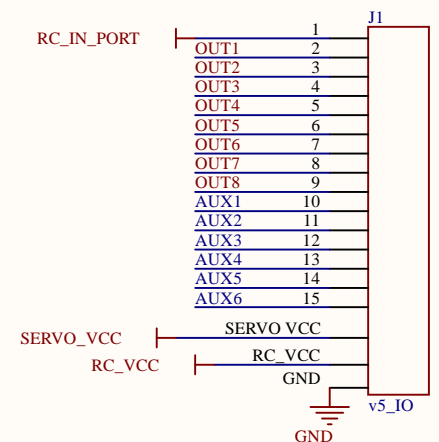 J1
RC_IN_PORT 1
OUT1 2
OUT2 3
OUT3 4
OUT4 5
OUT5 6
OUT6 7
OUT7 8
OUT8 9
AUX1 10
AUX2 11
AUX3 12
AUX4 13
AUX5 14
AUX6 15
SERVO_VCC SERVO VCC
RC_VCC RC_VCC
GND
v5_IO
GND